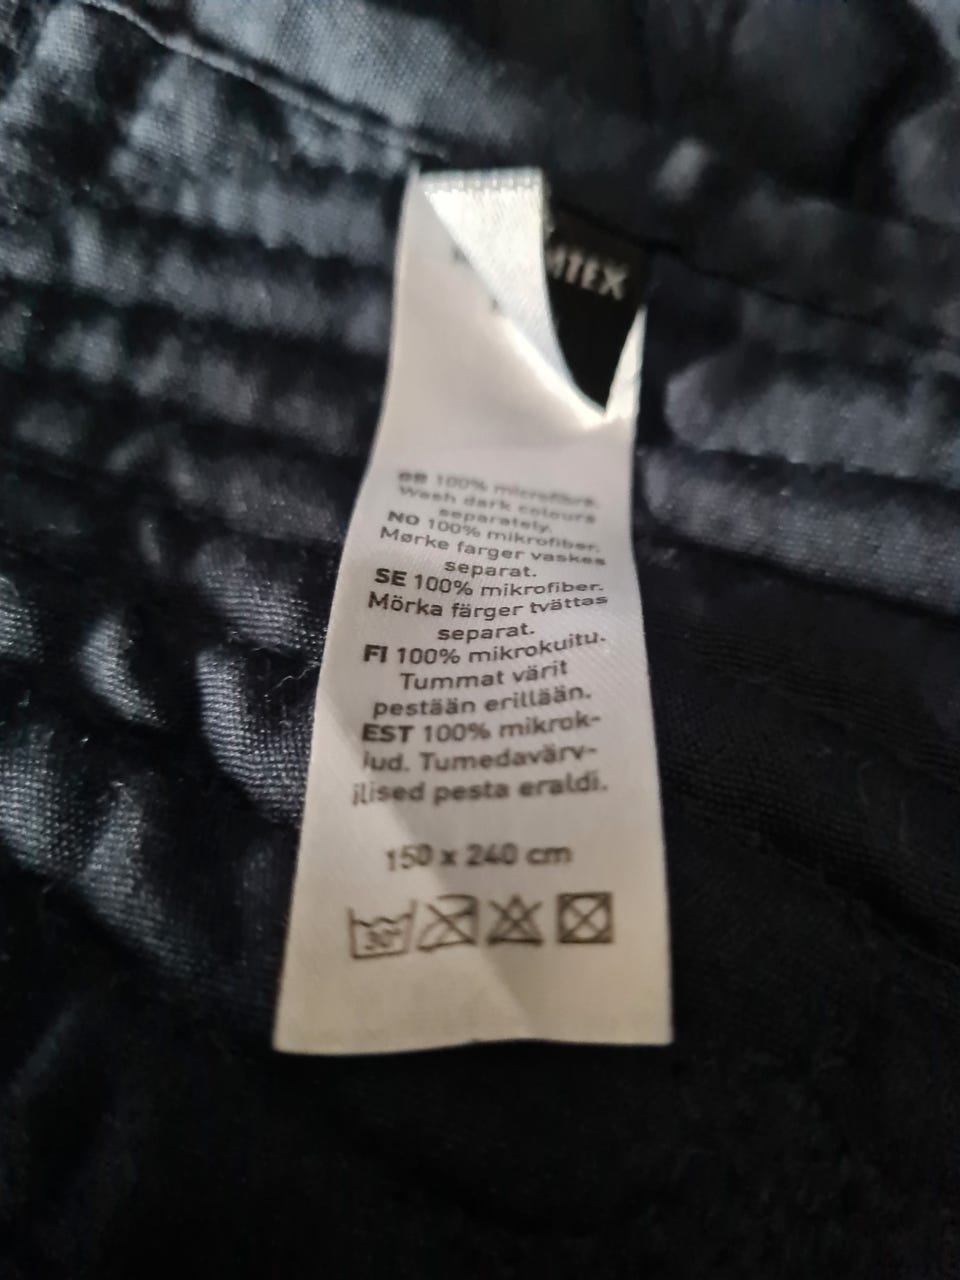 MTEX
GB 100% microfibre.
Wash dark colours
separately.
NO 100% mikrofiber.
Mørke farger vaskes
separat.
SE 100% mikrofiber.
Mörka färger tvättas
separat.
FI 100% mikrokuitu.
Tummat värit
pestään erillään.
EST 100% mikrok-
iud. Tumedavärv-
ilised pesta eraldi.
150 x 240 cm
30°